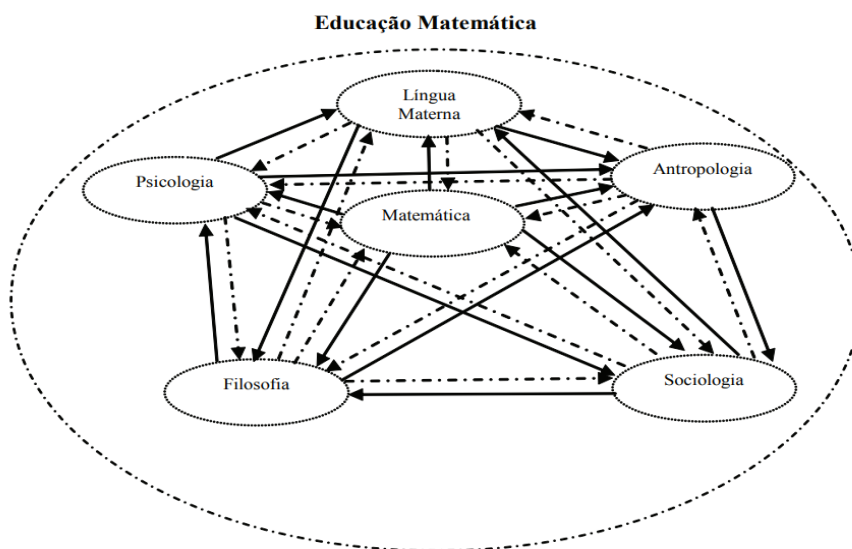 Educação Matemática
Língua
Materna
Psicologia
Antropologia
Matemática
Filosofia
Sociologia